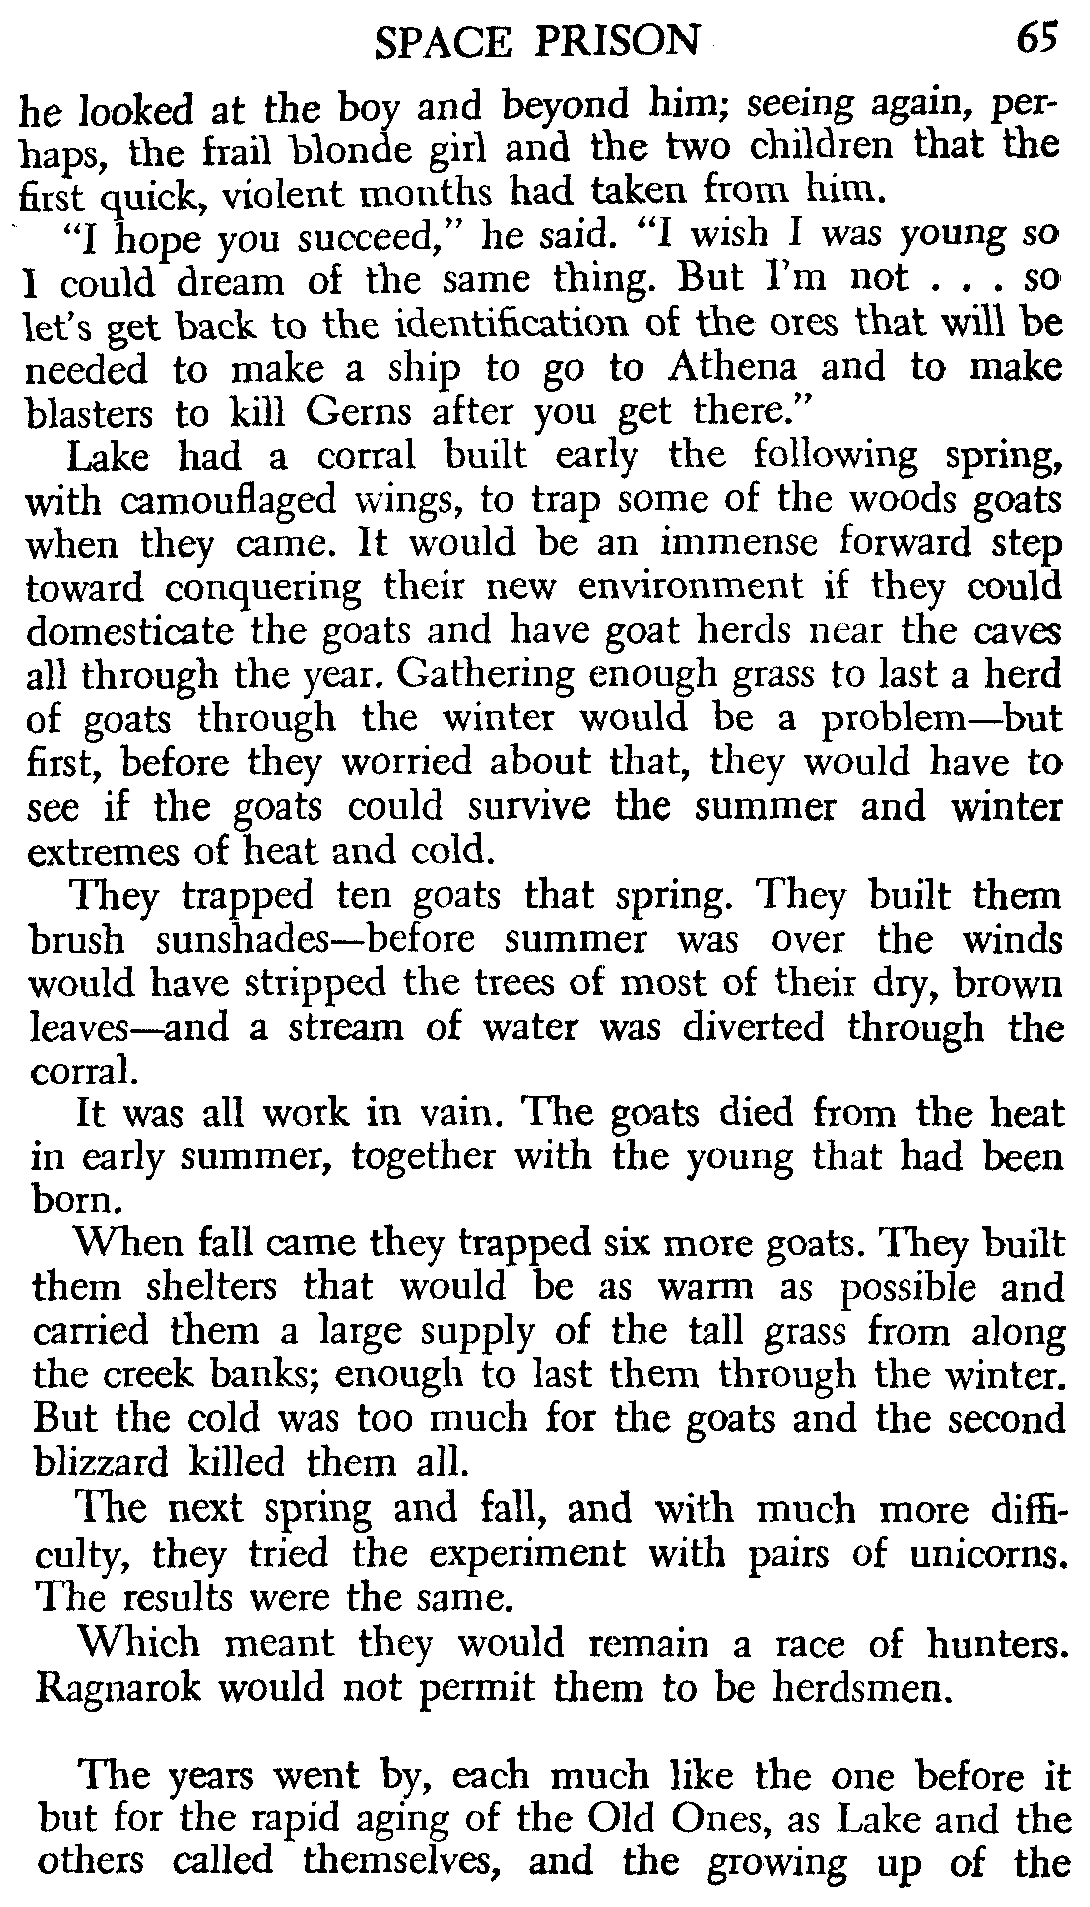 SPACE PRISON 65
he looked at the boy and beyond him; seeing again, per-
haps, the frail blonde girl and the two children that the
first quick, violent months had taken from him.
"I hope you succeed," he said. "I wish I was young so
I could dream of the same thing. But I'm not . . . so
let's get back to the identification of the ores that will be
needed to make a ship to go to Athena and to make
blasters to kill Gerns after you get there."
Lake had a corral built early the following spring,
with camouflaged wings, to trap some of the woods goats
when they came. It would be an immense forward step
toward conquering their new environment if they could
domesticate the goats and have goat herds near the caves
all through the year. Gathering enough grass to last a herd
of goats through the winter would be a problem—but
first, before they worried about that, they would have to
see if the goats could survive the summer and winter
extremes of heat and cold.
They trapped ten goats that spring. They built them
brush sunshades—before summer was over the winds
would have stripped the trees of most of their dry, brown
leaves—and a stream of water was diverted through the
corral.
It was all work in vain. The goats died from the heat
in early summer, together with the young that had been
born.
When fall came they trapped six more goats. They built
them shelters that would be as warm as possible and
carried them a large supply of the tall grass from along
the creek banks; enough to last them through the winter.
But the cold was too much for the goats and the second
blizzard killed them all.
The next spring and fall, and with much more diffi-
culty, they tried the experiment with pairs of unicorns.
The results were the same.
Which meant they would remain a race of hunters.
Ragnarok would not permit them to be herdsmen.
The years went by, each much like the one before it
but for the rapid aging of the Old Ones, as Lake and the
others called themselves, and the growing up of the